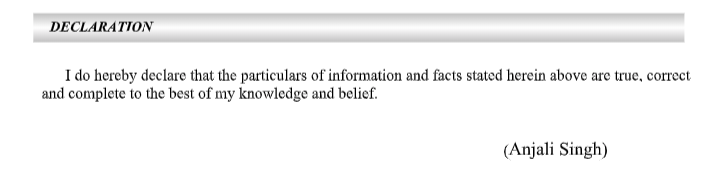 DECLARATION
I do hereby declare that the particulars of information and facts stated herein above are true, correct
and complete to the best of my knowledge and belief.
(Anjali Singh)